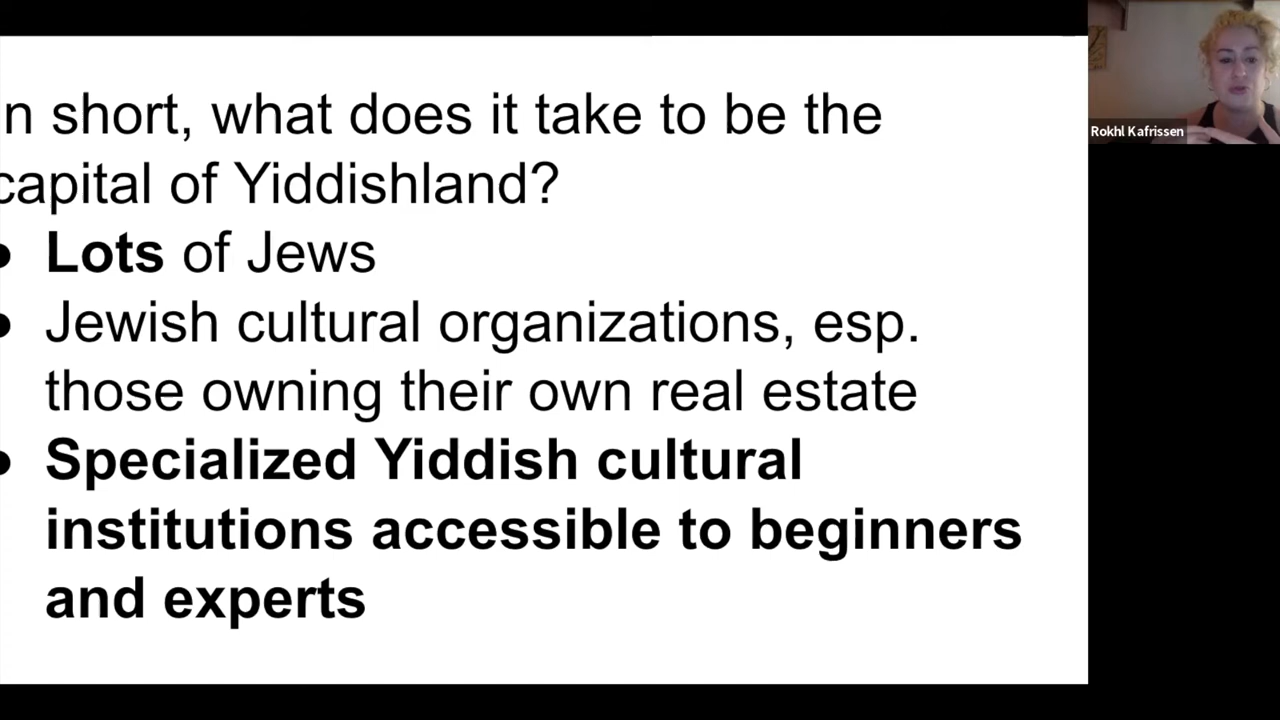 n short, what does it take to be the
capital of Yiddishland?
● Lots of Jews
● Jewish cultural organizations, esp.
those owning their own real estate
● Specialized Yiddish cultural
institutions accessible to beginners
and experts
Rokhl Kafrissen